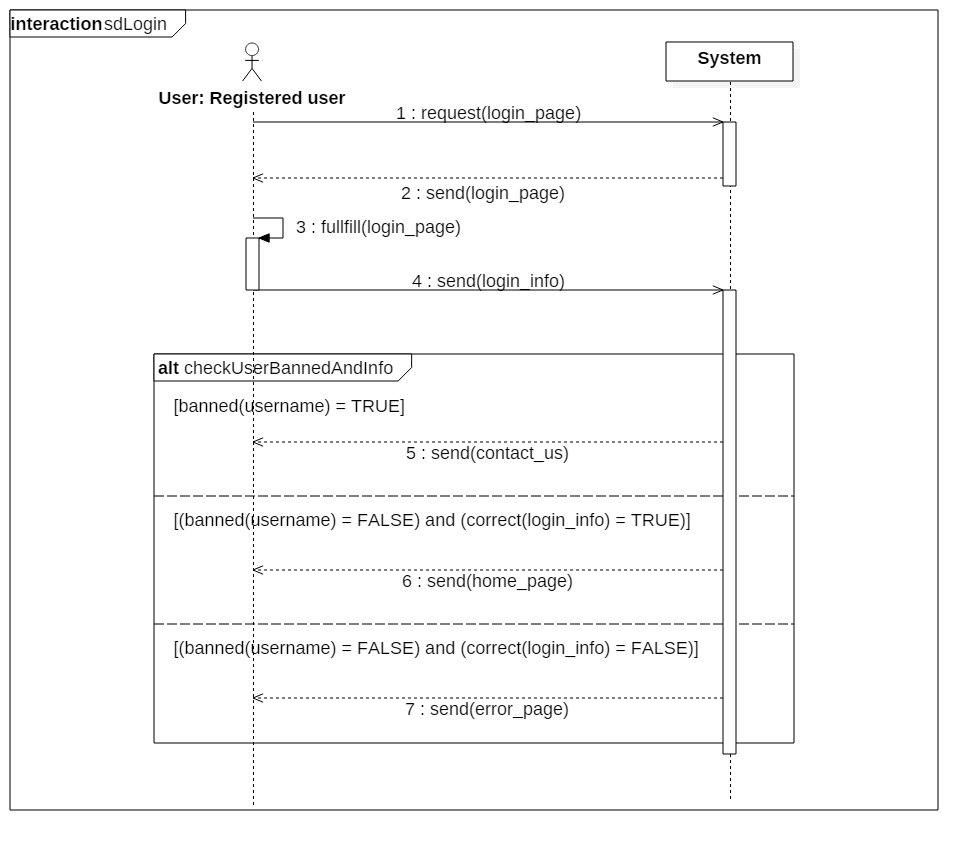 interaction sdLogin
System
User: Registered user
1 : request(login_page)
2 : send(login_page)
3 : fullfill(login_page)
4 : send(login_info)
alt checkUserBannedAndInfo
[banned(username) = TRUE]
5 : send(contact_us)
[(banned(username) = FALSE) and (correct(login_info) = TRUE)]
6 : send(home_page)
[(banned(username) = FALSE) and (correct(login_info) = FALSE)]
7 : send(error_page)